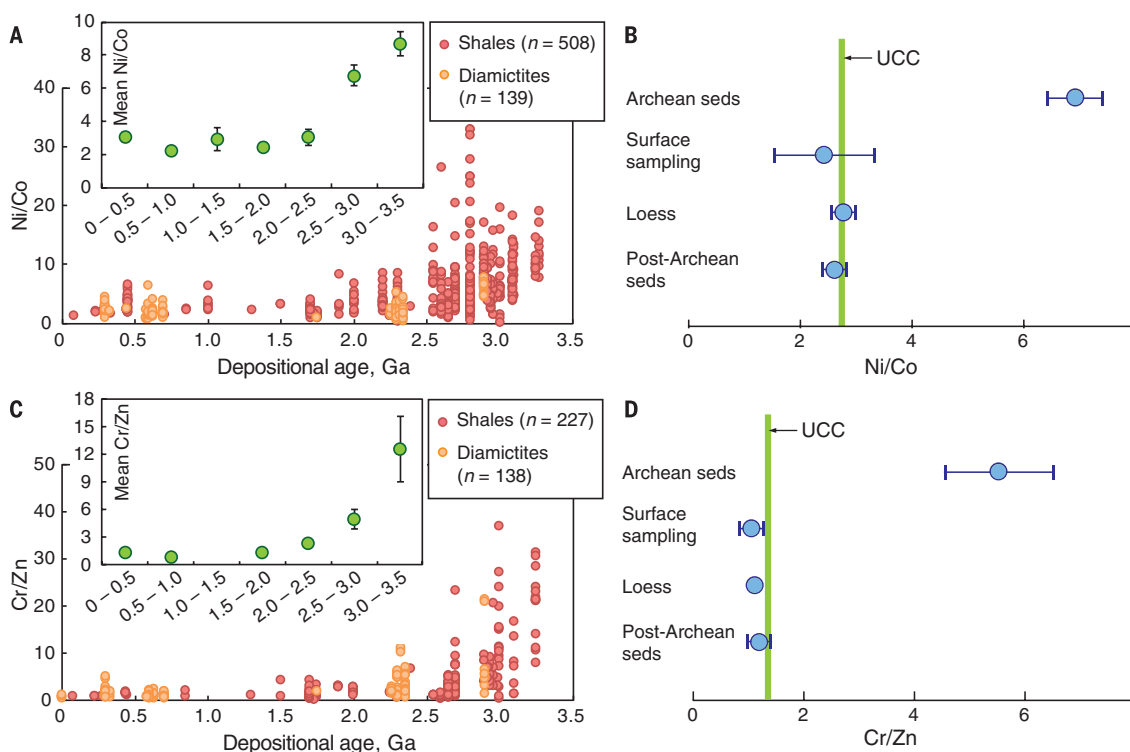 A
10
8
6
4
2
0
Mean Ni/Co
0 – 0.5
0.5 – 1.0
1.0 – 1.5
1.5 – 2.0
2.0 – 2.5
2.5 – 3.0
3.0 – 3.5
Shales (n = 508)
Diamictites
(n = 139)
40
30
20
10
0
Ni/Co
0
0.5
1.0
1.5
2.0
2.5
3.0
3.5
Depositional age, Ga
B
UCC
Archean seds
Surface
sampling
Loess
Post-Archean
seds
0
2
4
6
Ni/Co
C
18
15
12
9
6
3
0
Mean Cr/Zn
0 – 0.5
0.5 – 1.0
1.0 – 1.5
1.5 – 2.0
2.0 – 2.5
2.5 – 3.0
3.0 – 3.5
Shales (n = 227)
Diamictites
(n = 138)
50
40
30
20
10
0
Cr/Zn
0
0.5
1.0
1.5
2.0
2.5
3.0
3.5
Depositional age, Ga
D
UCC
Archean seds
Surface
sampling
Loess
Post-Archean
seds
0
2
4
6
Cr/Zn